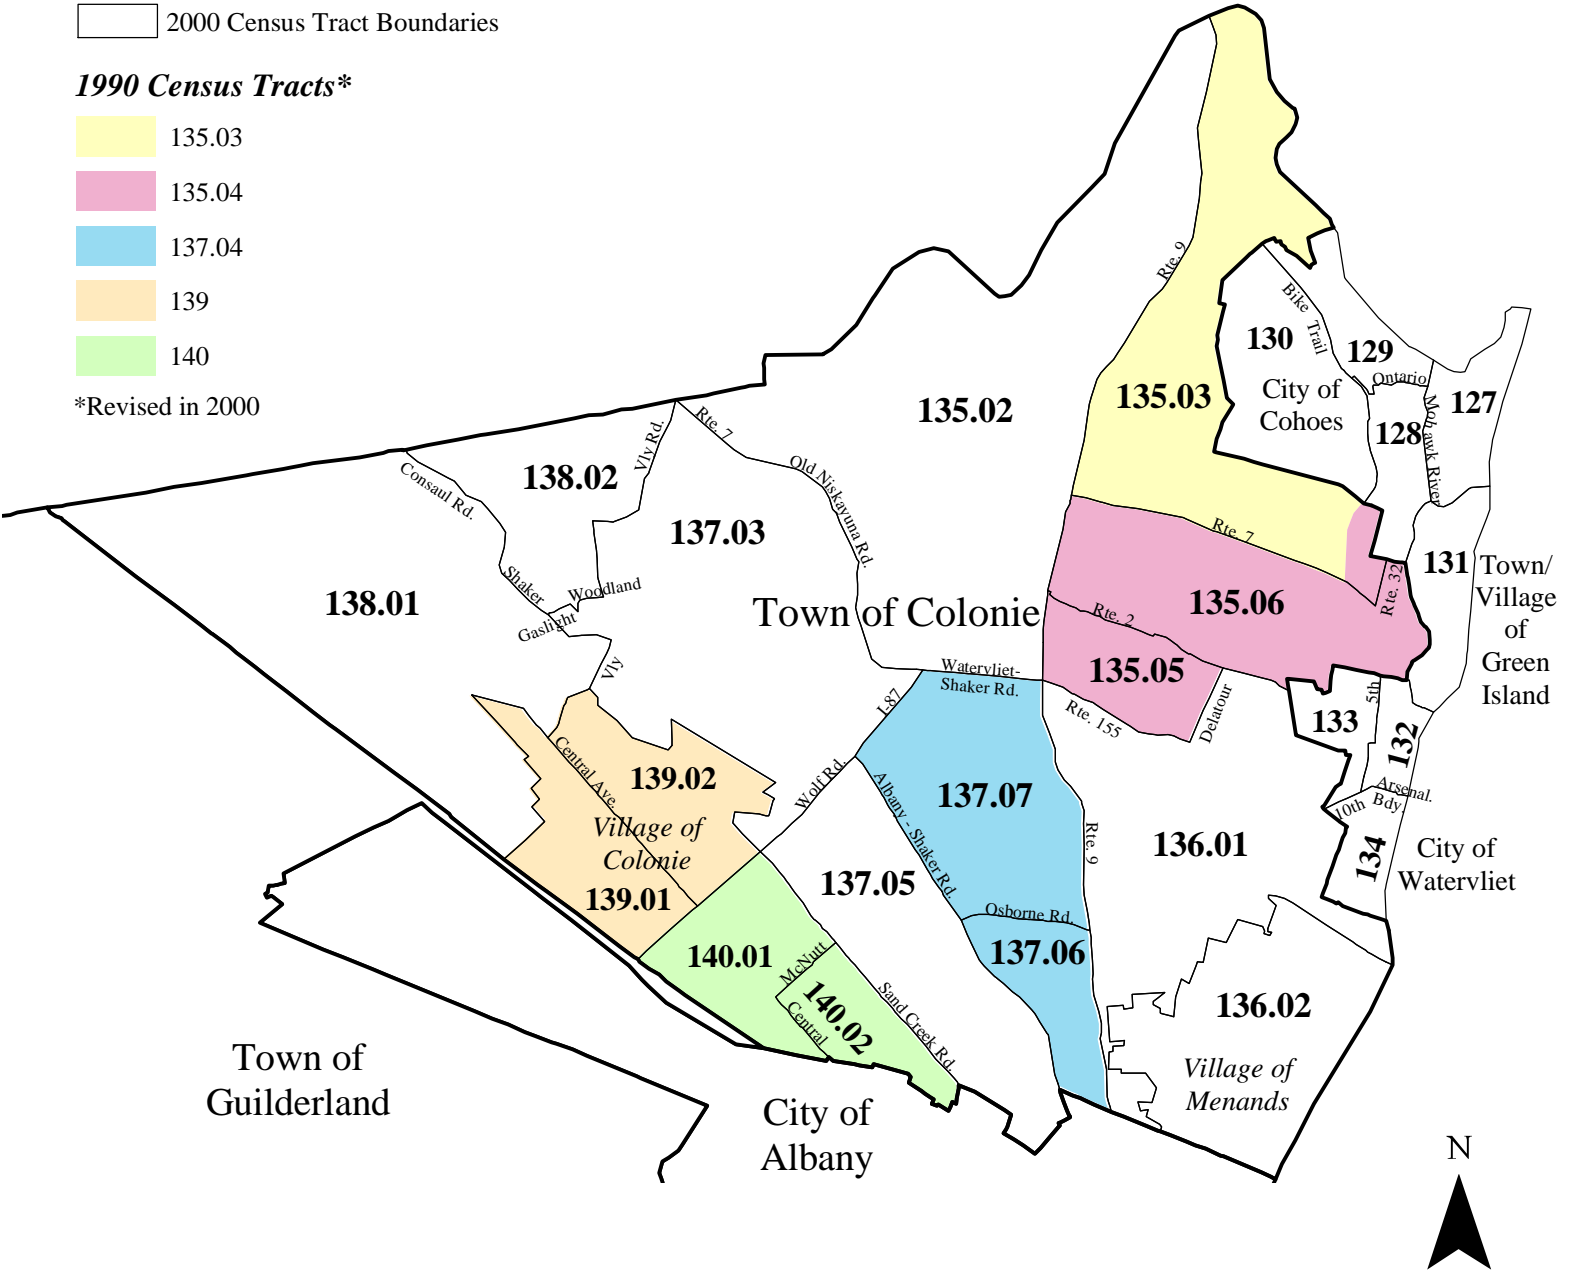 2000 Census Tract Boundaries
1990 Census Tracts*
135.03
135.04
137.04
139
140
*Revised in 2000
Rte. 9
Bike Trail
130
129
Ontario
City of
Cohoes
127
128
Mohawk River
135.03
135.02
Rte. 7
Vly Rd.
Old Niskayuna Rd.
Consaul Rd.
138.02
137.03
Rte. 7
131
Town/
Village
of
Green
Island
Shaker
Woodland
Gaslight
138.01
Town of Colonie
135.06
Rte. 32
Rte. 2
135.05
Vly
Watervliet-
Shaker Rd.
I-87
Rte. 155
Delatour
5th
133
132
Central Ave.
139.02
Wolf Rd.
137.07
Albany - Shaker Rd.
Arsenal.
10th
Bdy.
Village of
Colonie
Rte. 9
136.01
134
City of
Watervliet
137.05
139.01
Osborne Rd.
140.01
McNutt
137.06
140.02
Central
Sand Creek Rd.
136.02
Village of
Menands
Town of
Guilderland
City of
Albany
N